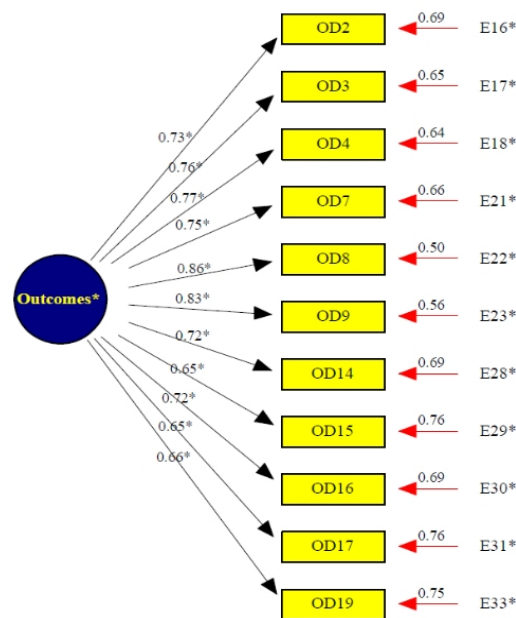 OD2 0.69 E16*
OD3 0.65 E17*
0.73*
0.76*
OD4 0.64 E18*
0.77*
OD7 0.66 E21*
0.75*
OD8 0.50 E22*
0.86*
Outcomes*
0.83*
OD9 0.56 E23*
0.72*
OD14 0.69 E28*
0.65*
0.72*
OD15 0.76 E29*
0.65*
0.66*
OD16 0.69 E30*
OD17 0.76 E31*
OD19 0.75 E33*